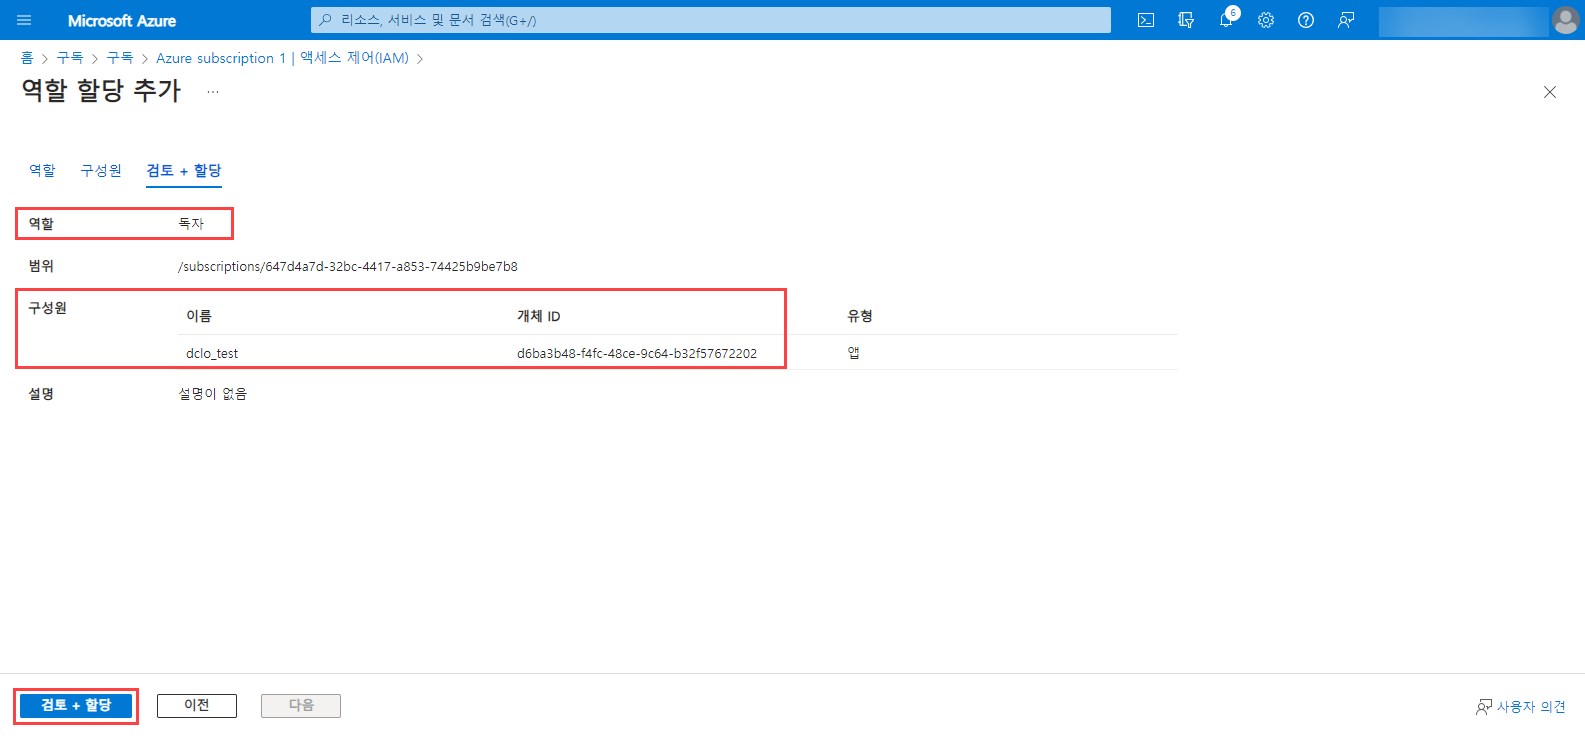 Microsoft Azure
리소스, 서비스 및 문서 검색(G+/)
6
홈 > 구독 > 구독 > Azure subscription 1 | 액세스 제어(IAM) >
역할 할당 추가 ...
역할 구성원 검토 + 할당
역할 독자
범위 /subscriptions/647d4a7d-32bc-4417-a853-74425b9be7b8
구성원 이름 개체 ID 유형
dclo_test d6ba3b48-f4fc-48ce-9c64-b32f57672202 앱
설명 설명이 없음
검토 + 할당 이전 다음 사용자 의견